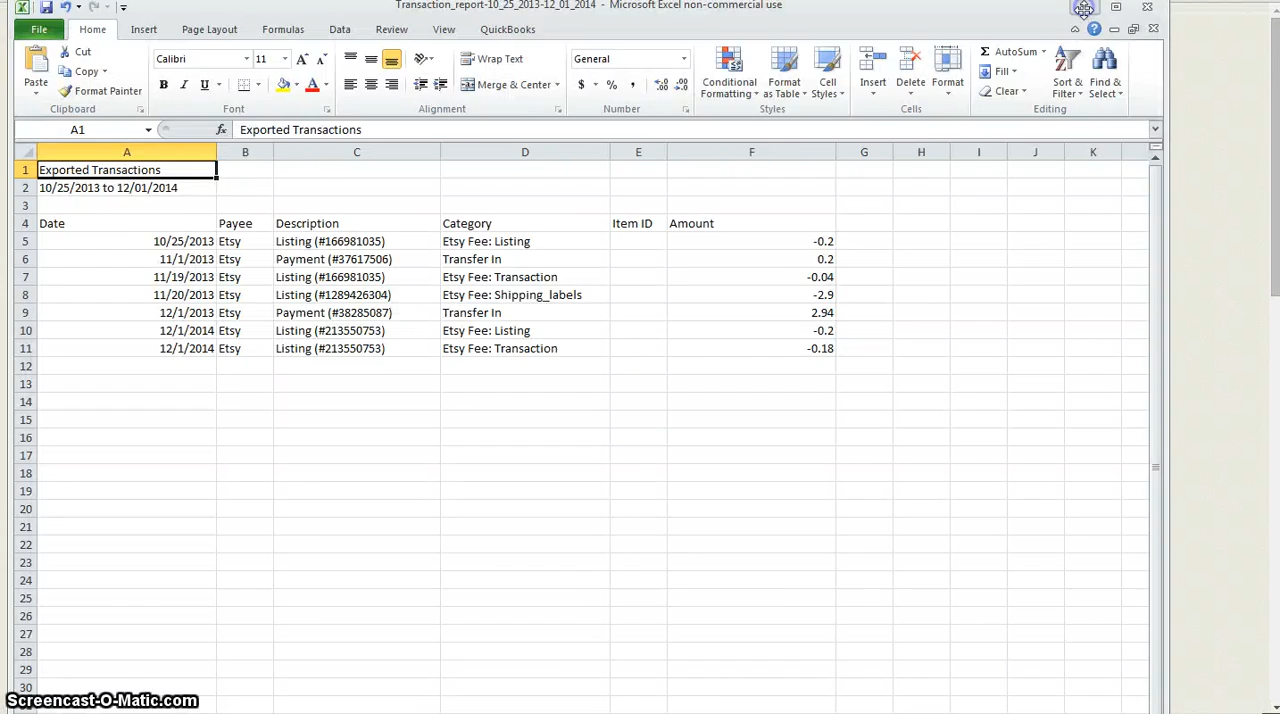 Transaction_report-10_25_2013-12_01_2014 - Microsoft Excel non-commercial use
File Home Insert Page Layout Formulas Data Review View QuickBooks
Paste Cut Copy Format Painter Clipboard
Calibri 11 A A B I U A Font
Wrap Text Merge & Center Alignment
General $ % , .0 .00 .00 .0 Number
Conditional Formatting Format as Table Cell Styles Styles
Insert Delete Format Cells
AutoSum Fill Clear Sort & Filter Find & Select Editing
A1 fx Exported Transactions
A B C D E F G H I J K
1 Exported Transactions
2 10/25/2013 to 12/01/2014
3
4 Date Payee Description Category Item ID Amount
5 10/25/2013 Etsy Listing (#166981035) Etsy Fee: Listing -0.2
6 11/1/2013 Etsy Payment (#37617506) Transfer In 0.2
7 11/19/2013 Etsy Listing (#166981035) Etsy Fee: Transaction -0.04
8 11/20/2013 Etsy Listing (#1289426304) Etsy Fee: Shipping_labels -2.9
9 12/1/2013 Etsy Payment (#38285087) Transfer In 2.94
10 12/1/2014 Etsy Listing (#213550753) Etsy Fee: Listing -0.2
11 12/1/2014 Etsy Listing (#213550753) Etsy Fee: Transaction -0.18
12
13
14
15
16
17
18
19
20
21
22
23
24
25
26
27
28
29
30
Screencast-O-Matic.com